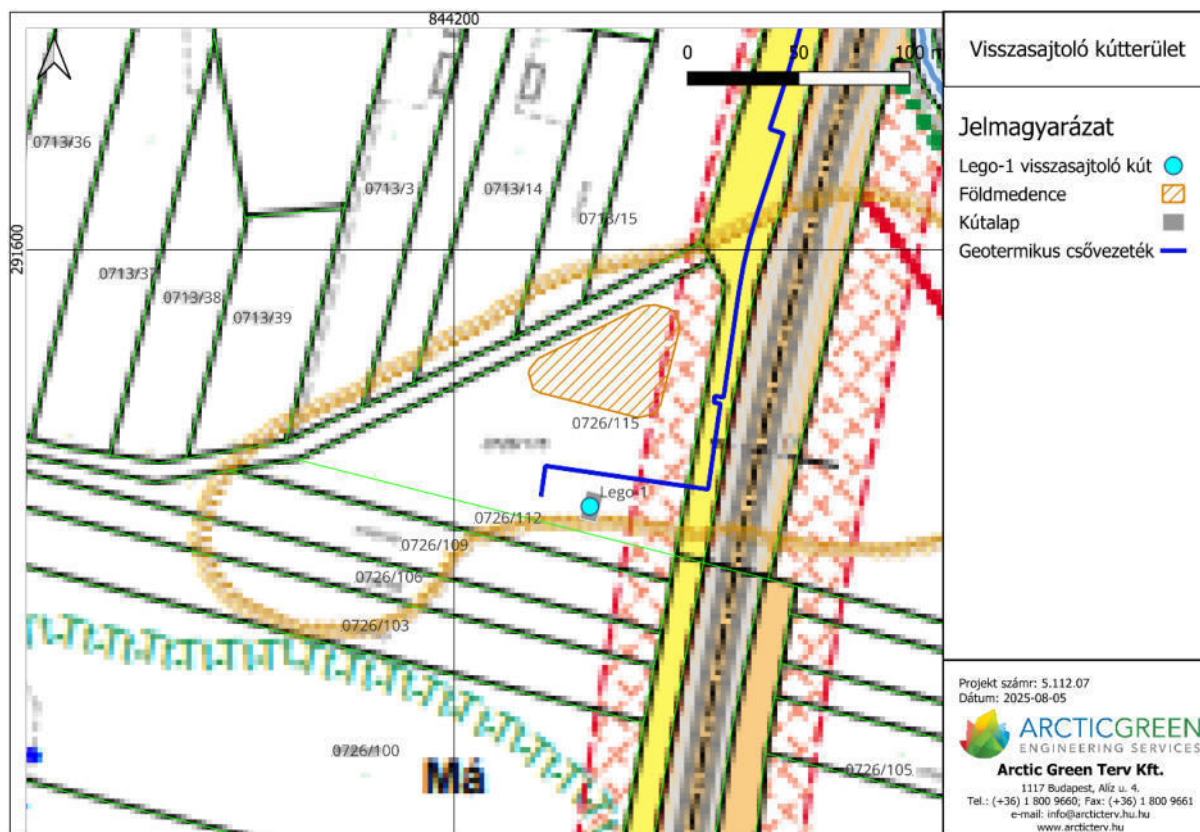 844200
291600
0
50
100 m
0713/36
0713/3
0713/14
0713/15
0713/37
0713/38
0713/39
0726/115
Lego-1
0726/112
0726/109
0726/106
0726/103
0726/100
0726/105
Má
Visszasajtoló kútterület
Jelmagyarázat
Lego-1 visszasajtoló kút
Földmedence
Kútalap
Geotermikus csővezeték
Projekt számr: 5.112.07
Dátum: 2025-08-05
ARCTICGREEN
ENGINEERING SERVICES
Arctic Green Terv Kft.
1117 Budapest, Alíz u. 4.
Tel.: (+36) 1 800 9660; Fax: (+36) 1 800 9661
e-mail: info@arcticterv.hu.hu
www.arcticterv.hu